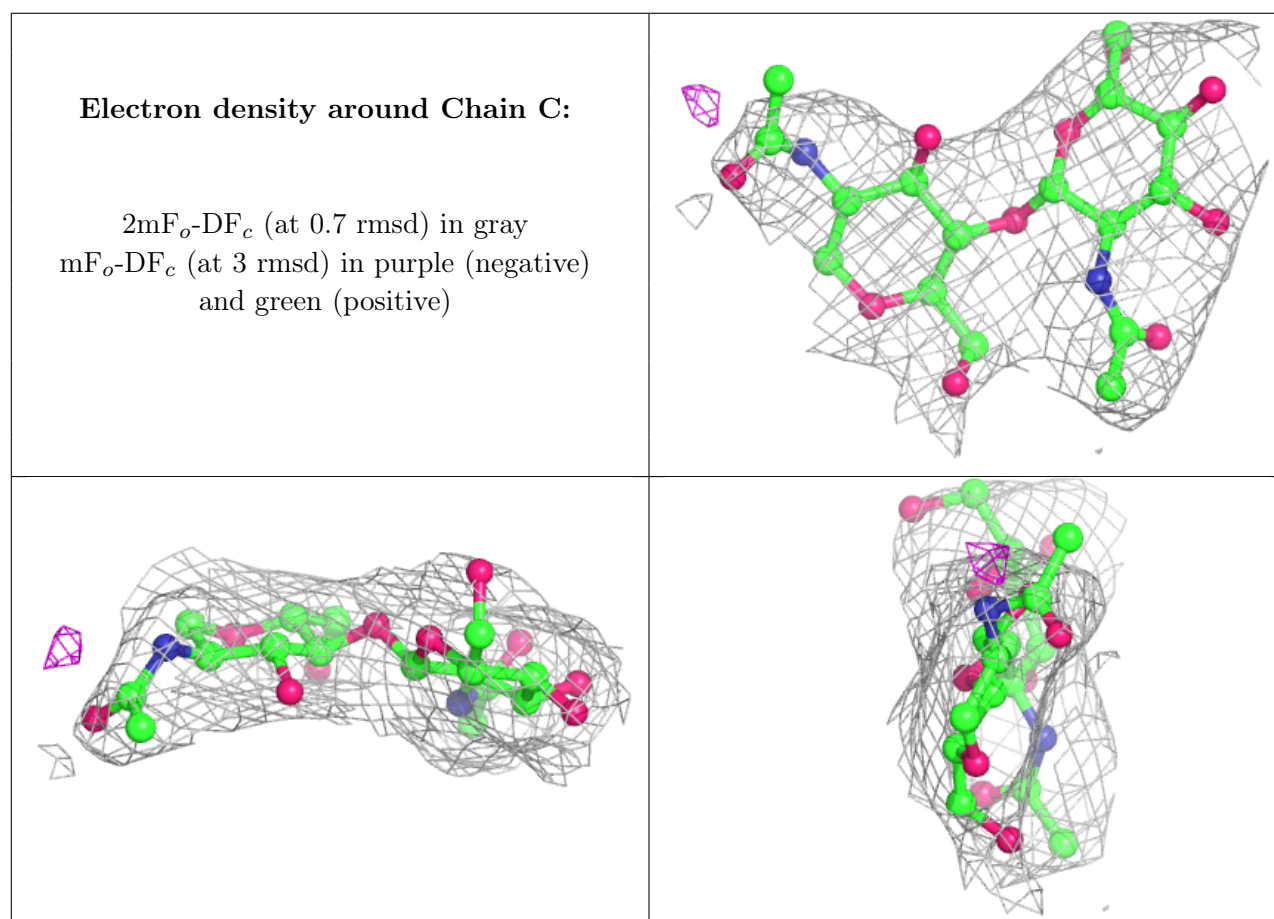 Electron density around Chain C:
2mFₒ-DF𝒸 (at 0.7 rmsd) in gray
mFₒ-DF𝒸 (at 3 rmsd) in purple (negative)
and green (positive)